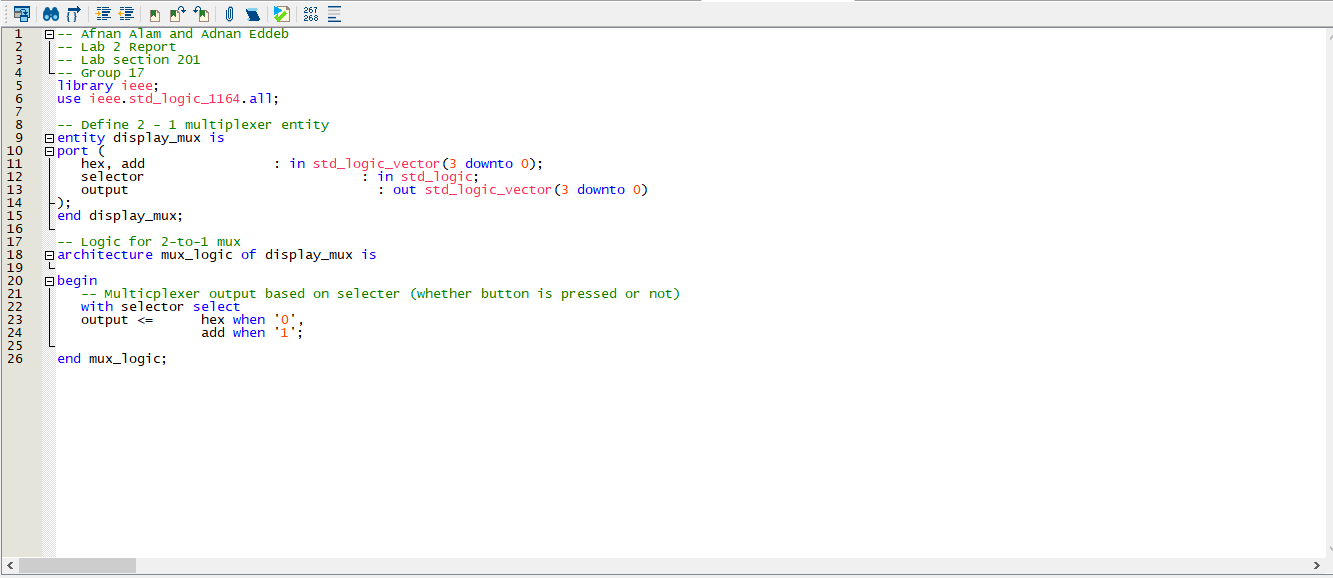 267
268
1 -- Afnan Alam and Adnan Eddeb
2 -- Lab 2 Report
3 -- Lab section 201
4 -- Group 17
5 library ieee;
6 use ieee.std_logic_1164.all;
7
8 -- Define 2 - 1 multiplexer entity
9 entity display_mux is
10 port (
11 hex, add : in std_logic_vector(3 downto 0);
12 selector : in std_logic;
13 output : out std_logic_vector(3 downto 0)
14 );
15 end display_mux;
16
17 -- Logic for 2-to-1 mux
18 architecture mux_logic of display_mux is
19
20 begin
21 -- Multicplexer output based on selecter (whether button is pressed or not)
22 with selector select
23 output <= hex when '0',
24 add when '1';
25
26 end mux_logic;